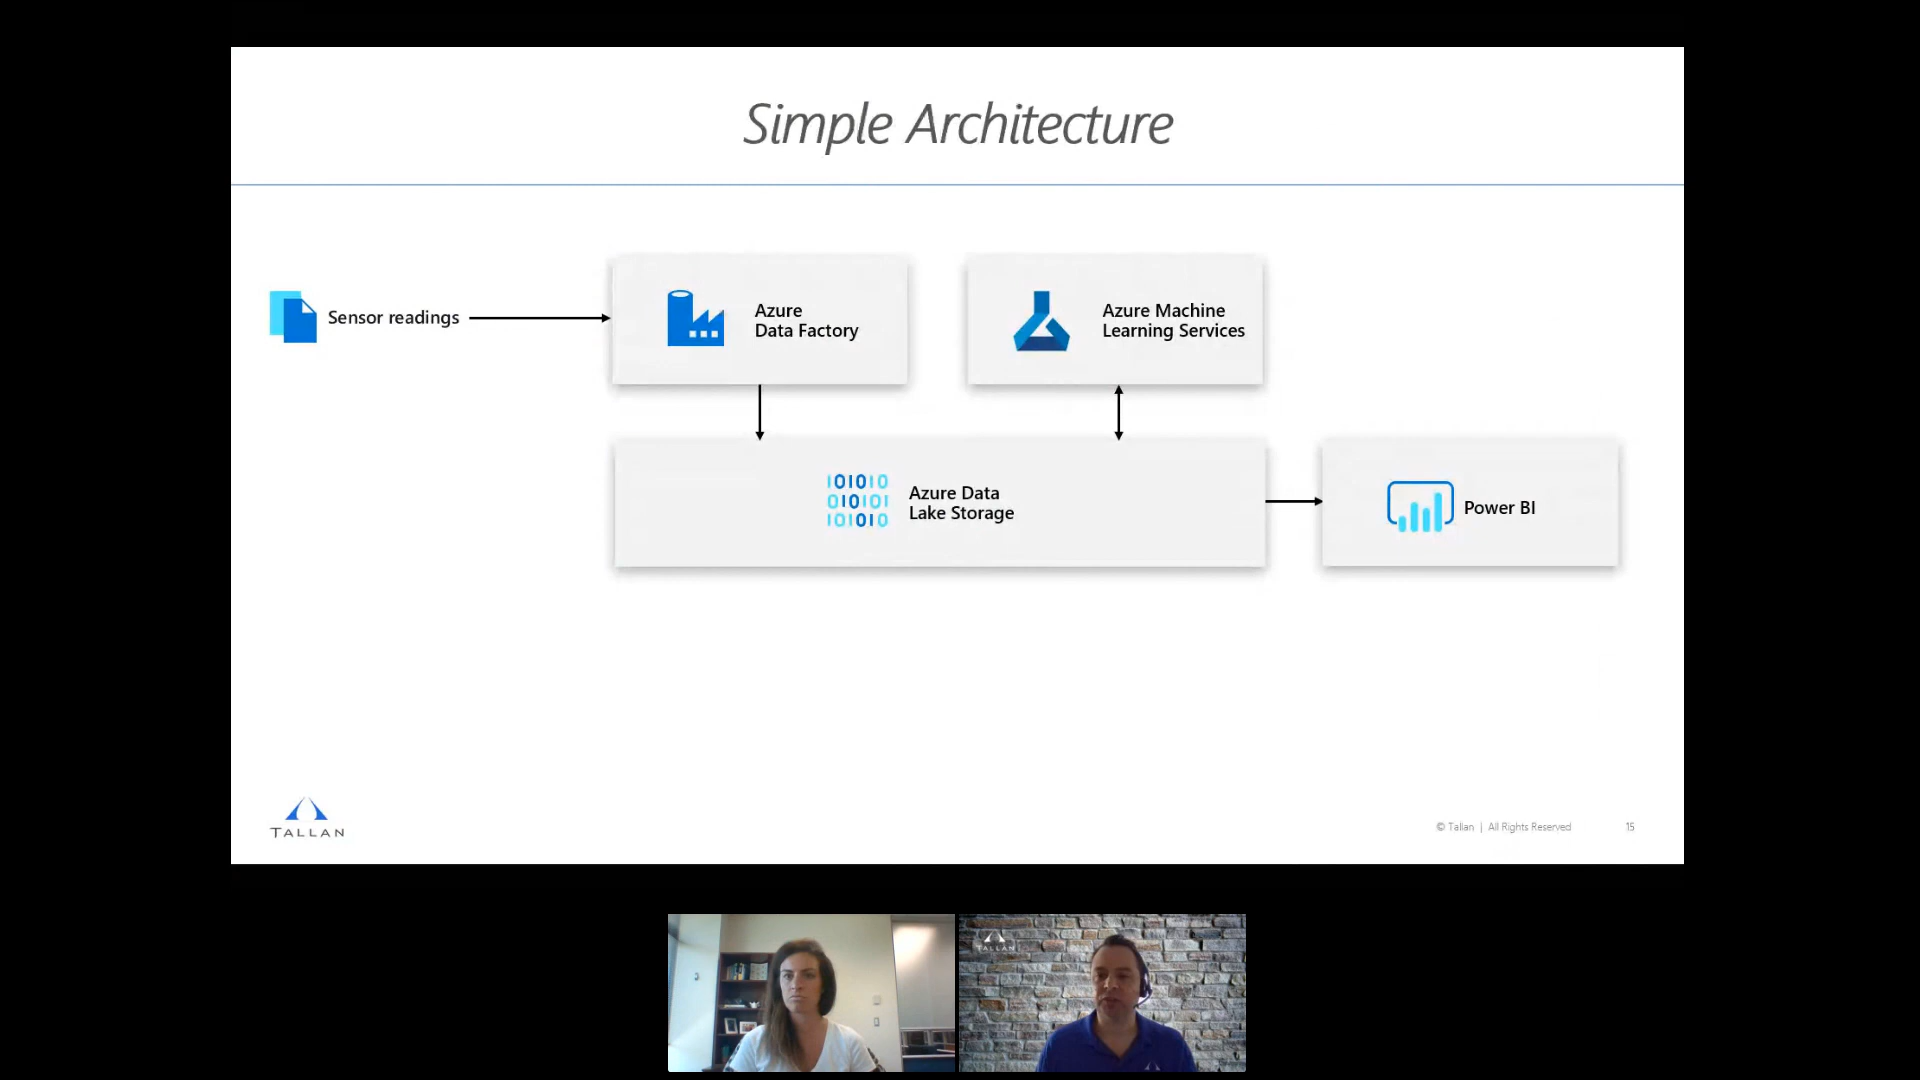 Simple Architecture
Sensor readings
Azure
Data Factory
Azure Machine
Learning Services
101010
010101
101010
Azure Data
Lake Storage
Power BI
TALLAN
© Tallan | All Rights Reserved
15
TALLAN